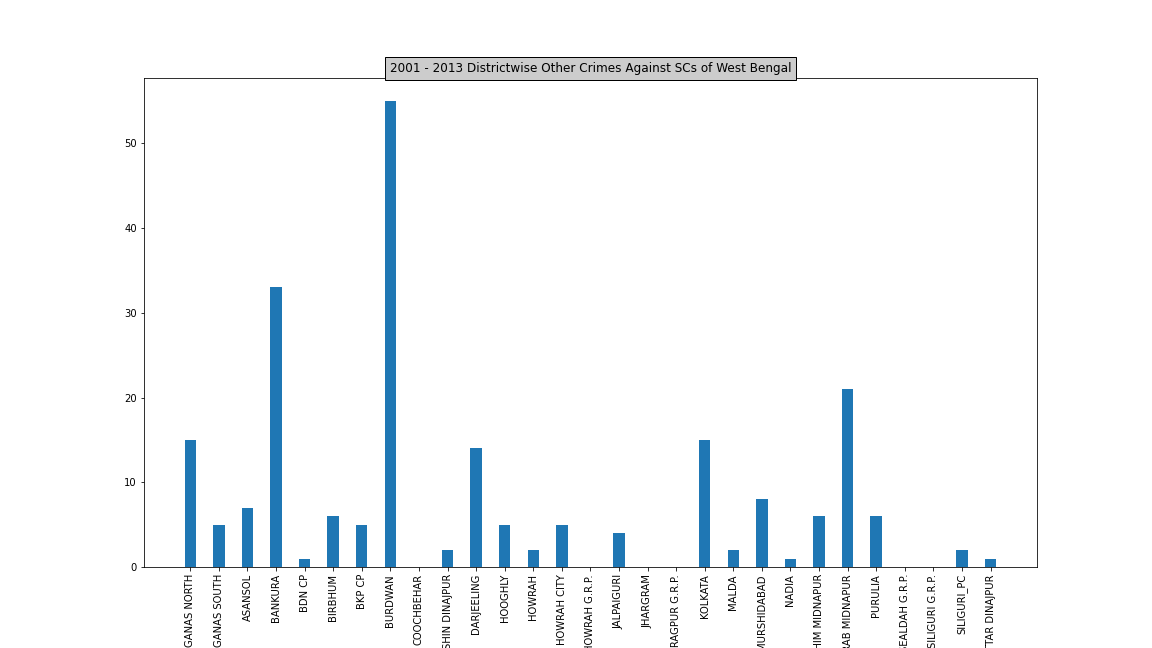 2001 - 2013 Districtwise Other Crimes Against SCs of West Bengal
50
40
30
20
10
0
GANAS NORTH
GANAS SOUTH
ASANSOL
BANKURA
BDN CP
BIRBHUM
BKP CP
BURDWAN
COOCHBEHAR
SHIN DINAJPUR
DARJEELING
HOOGHLY
HOWRAH
HOWRAH CITY
HOWRAH G.R.P.
JALPAIGURI
JHARGRAM
RAGPUR G.R.P.
KOLKATA
MALDA
MURSHIDABAD
NADIA
HIM MIDNAPUR
RAB MIDNAPUR
PURULIA
SEALDAH G.R.P.
SILIGURI G.R.P.
SILIGURI_PC
TTAR DINAJPUR